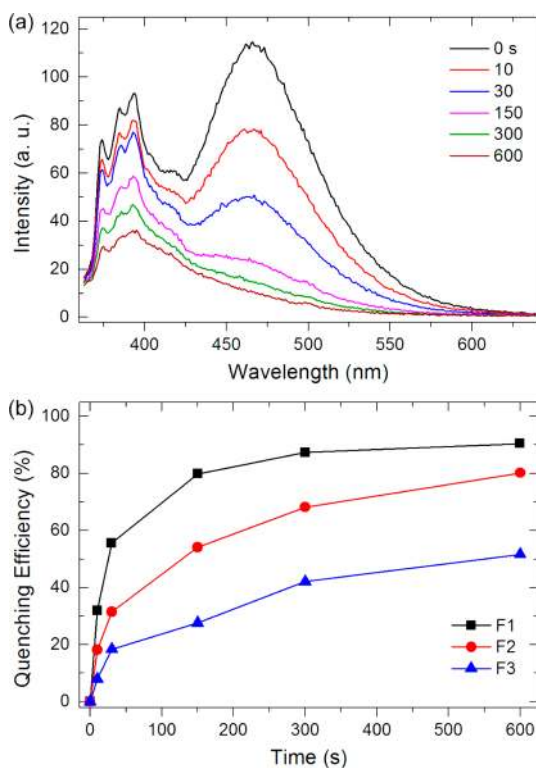 (a)
120
100
80
60
40
20
0
Intensity (a. u.)
0 s
10
30
150
300
600
400 450 500 550 600
Wavelength (nm)
(b)
100
80
60
40
20
0
Quenching Efficiency (%)
F1
F2
F3
0 100 200 300 400 500 600
Time (s)